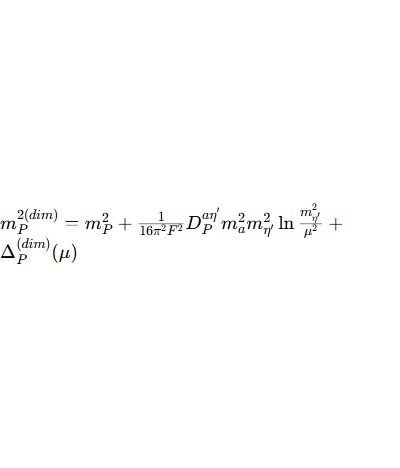 $m_P^{2(dim)} = m_P^2 + \frac{1}{16\pi^2 F^2} D_P^{a\eta'} m_a^2 m_{\eta'}^2 \ln \frac{m_{\eta'}^2}{\mu^2} +$
$\Delta_P^{(dim)}(\mu)$